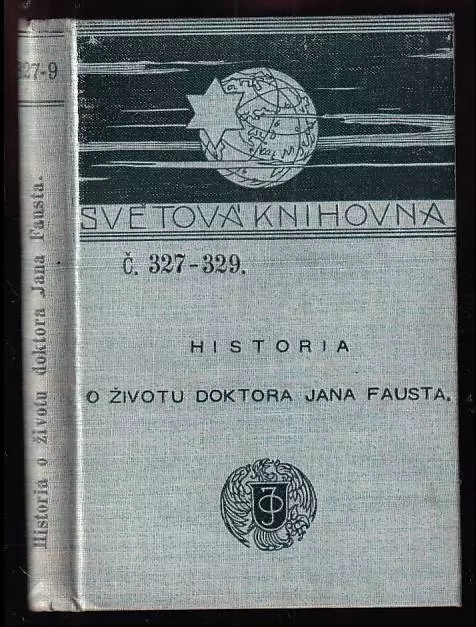 327-9
Historia o životu doktora Jana Fausta.
SVĚTOVÁ KNIHOVNA
Č. 327-329.
HISTORIA
O ŽIVOTU DOKTORA JANA FAUSTA.